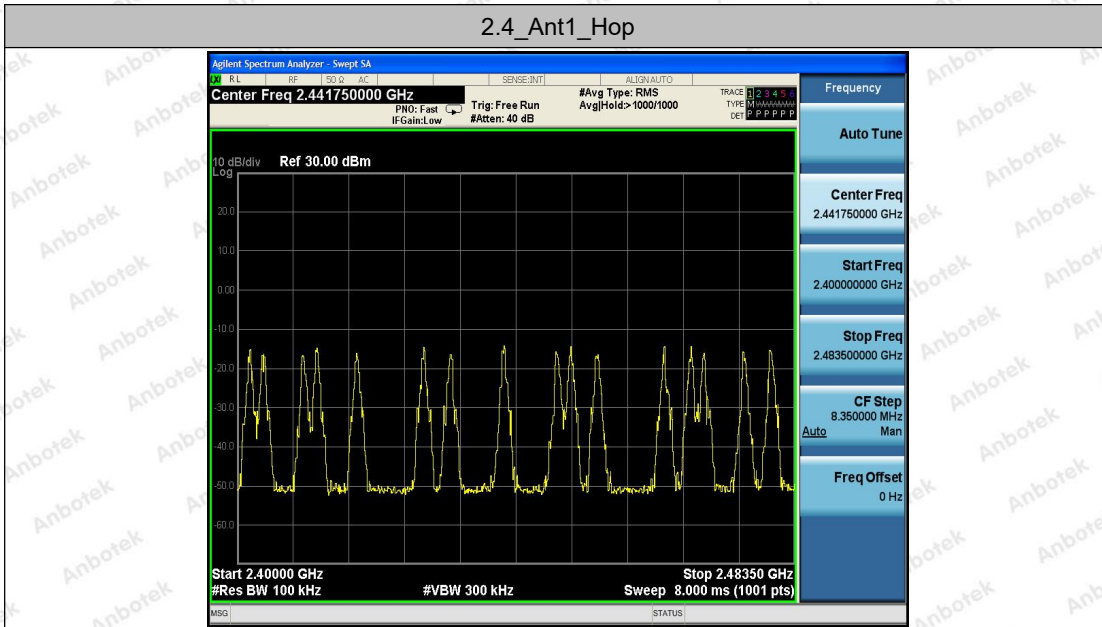 2.4_Ant1_Hop
Agilent Spectrum Analyzer - Swept SA
RL RF 50 Ω AC SENSE:INT ALIGNAUTO
Center Freq 2.441750000 GHz
PNO: Fast
IFGain:Low
Trig: Free Run
#Atten: 40 dB
#Avg Type: RMS
Avg|Hold:>1000/1000
TRACE 1 2 3 4 5 6
TYPE M
DET P P P P P P
10 dB/div Ref 30.00 dBm
Log
20.0
10.0
0.00
-10.0
-20.0
-30.0
-40.0
-50.0
-60.0
Start 2.40000 GHz Stop 2.48350 GHz
#Res BW 100 kHz #VBW 300 kHz Sweep 8.000 ms (1001 pts)
MSG STATUS
Frequency
Auto Tune
Center Freq
2.441750000 GHz
Start Freq
2.400000000 GHz
Stop Freq
2.483500000 GHz
CF Step
8.350000 MHz
Auto Man
Freq Offset
0 Hz
Anbotek